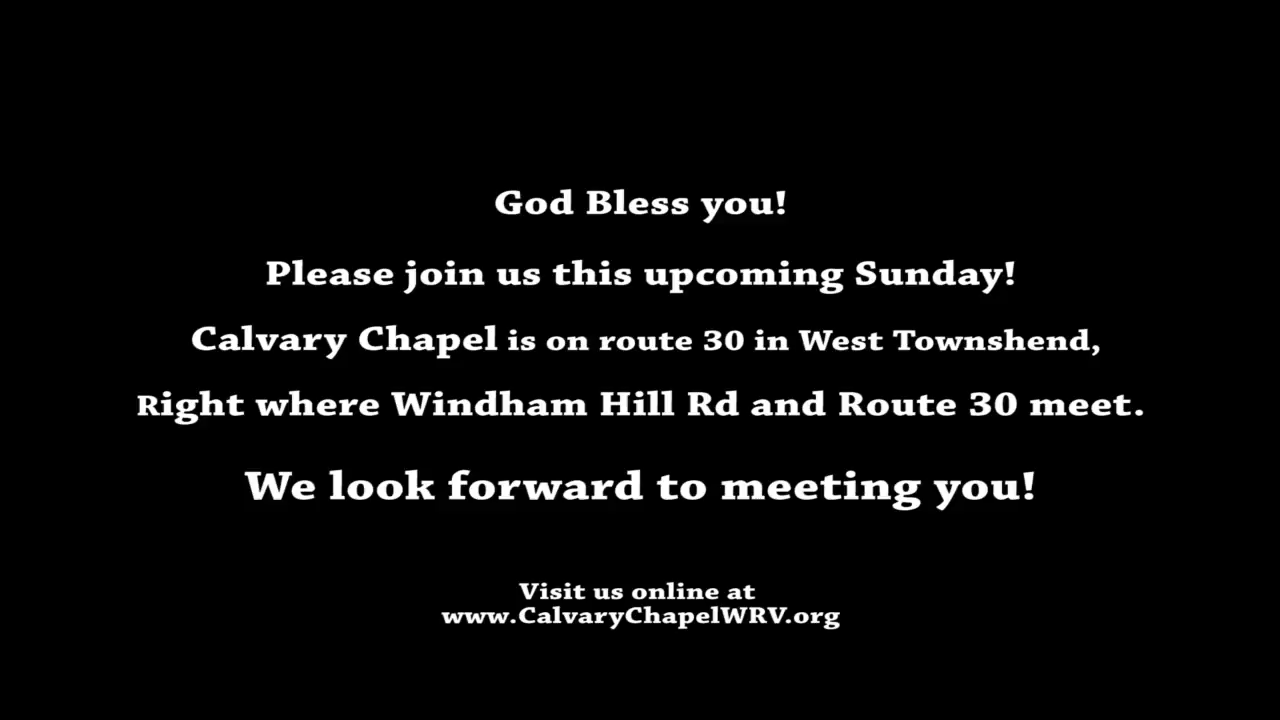 God Bless you!
Please join us this upcoming Sunday!
Calvary Chapel is on route 30 in West Townshend,
Right where Windham Hill Rd and Route 30 meet.
We look forward to meeting you!
Visit us online at
www.CalvaryChapelWRV.org